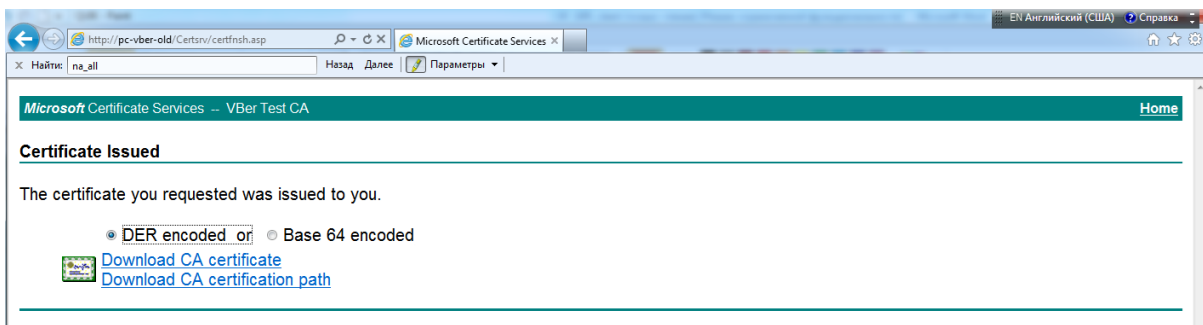 EN Английский (США) Справка
http://pc-vber-old/Certsrv/certfnsh.asp Microsoft Certificate Services
Найти: na_all Назад Далее Параметры
Microsoft Certificate Services -- VBer Test CA Home
Certificate Issued
The certificate you requested was issued to you.
DER encoded or Base 64 encoded
Download CA certificate
Download CA certification path